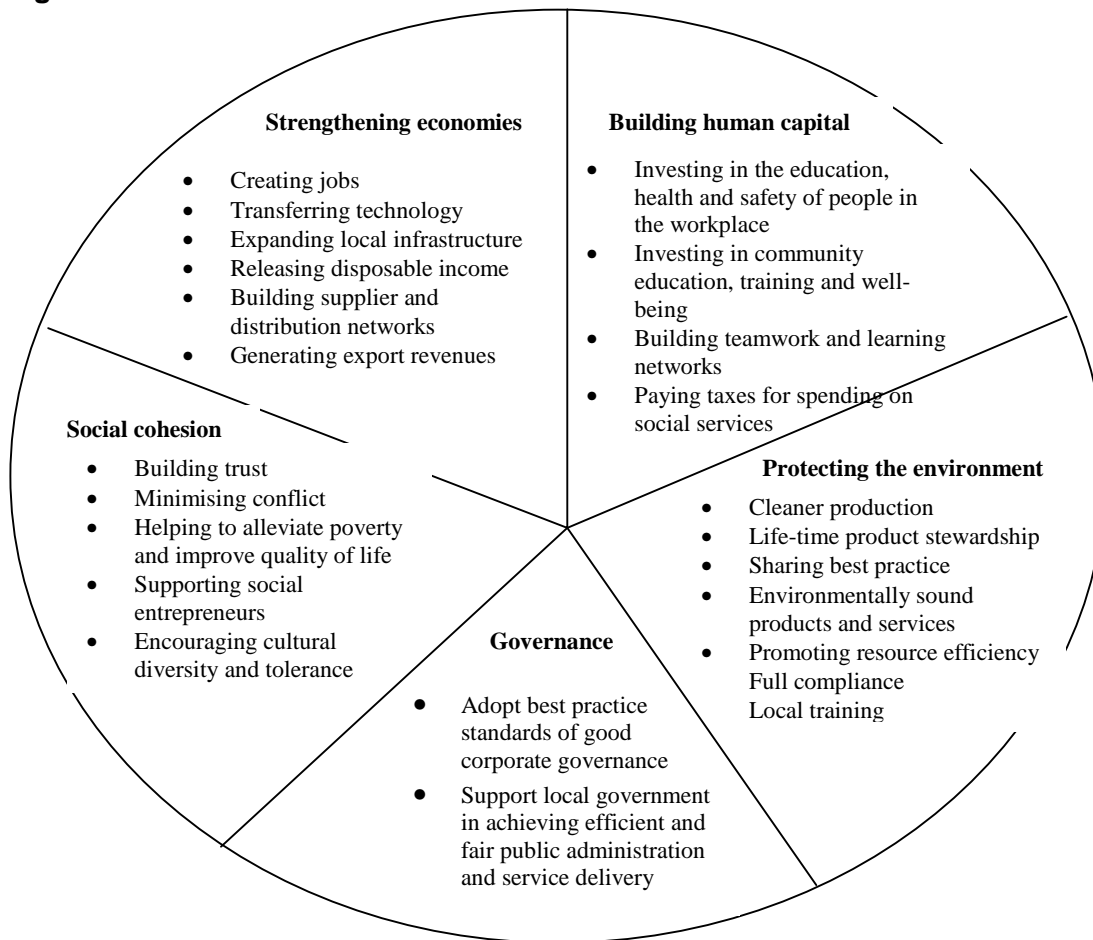 Strengthening economies
• Creating jobs
• Transferring technology
• Expanding local infrastructure
• Releasing disposable income
• Building supplier and
distribution networks
• Generating export revenues
Building human capital
• Investing in the education,
health and safety of people in
the workplace
• Investing in community
education, training and well-
being
• Building teamwork and learning
networks
• Paying taxes for spending on
social services
Social cohesion
• Building trust
• Minimising conflict
• Helping to alleviate poverty
and improve quality of life
• Supporting social
entrepreneurs
• Encouraging cultural
diversity and tolerance
Protecting the environment
• Cleaner production
• Life-time product stewardship
• Sharing best practice
• Environmentally sound
products and services
• Promoting resource efficiency
Full compliance
Local training
Governance
• Adopt best practice
standards of good
corporate governance
• Support local government
in achieving efficient and
fair public administration
and service delivery